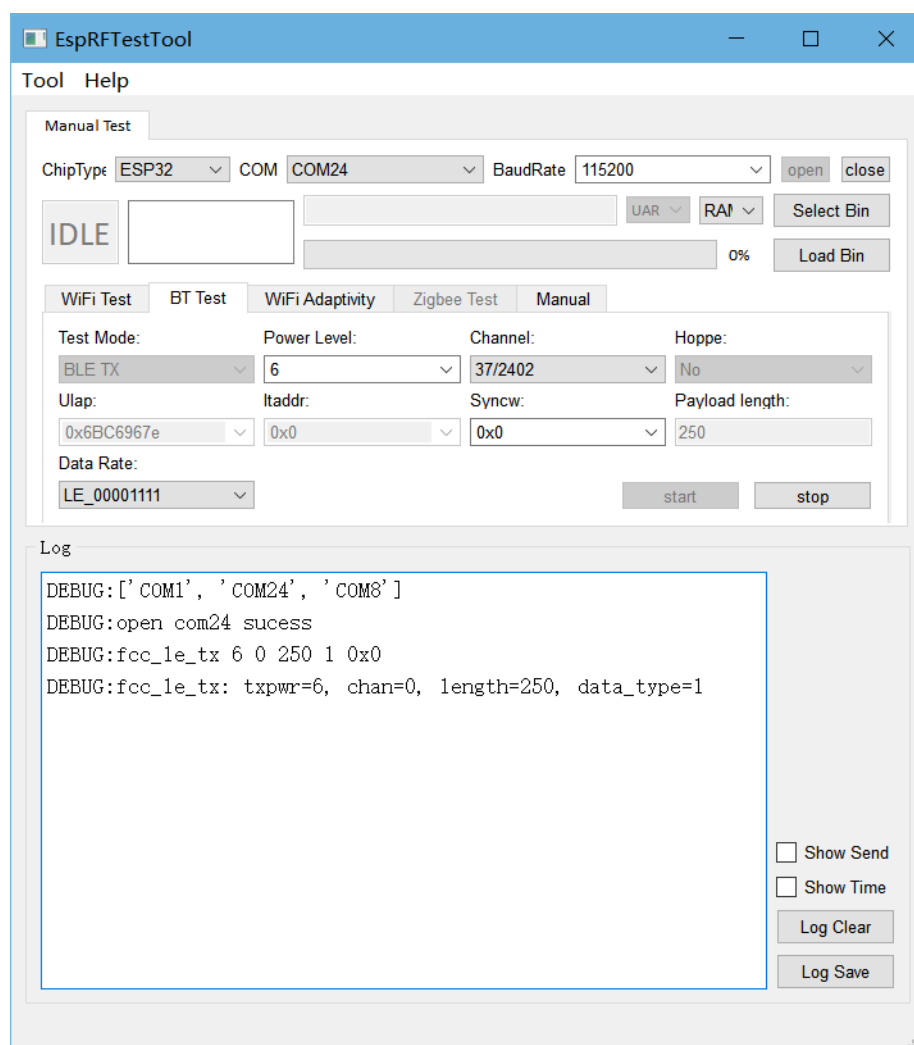 EspRFTestTool
Tool Help
Manual Test
ChipType ESP32 COM COM24 BaudRate 115200 open close
IDLE UAR RAM Select Bin
0% Load Bin
WiFi Test BT Test WiFi Adaptivity Zigbee Test Manual
Test Mode: Power Level: Channel: Hoppe:
BLE TX 6 37/2402 No
Ulap: ltaddr: Syncw: Payload length:
0x6BC6967e 0x0 0x0 250
Data Rate:
LE_00001111 start stop
Log
DEBUG:['COM1', 'COM24', 'COM8']
DEBUG:open com24 sucess
DEBUG:fcc_le_tx 6 0 250 1 0x0
DEBUG:fcc_le_tx: txpwr=6, chan=0, length=250, data_type=1
Show Send
Show Time
Log Clear
Log Save